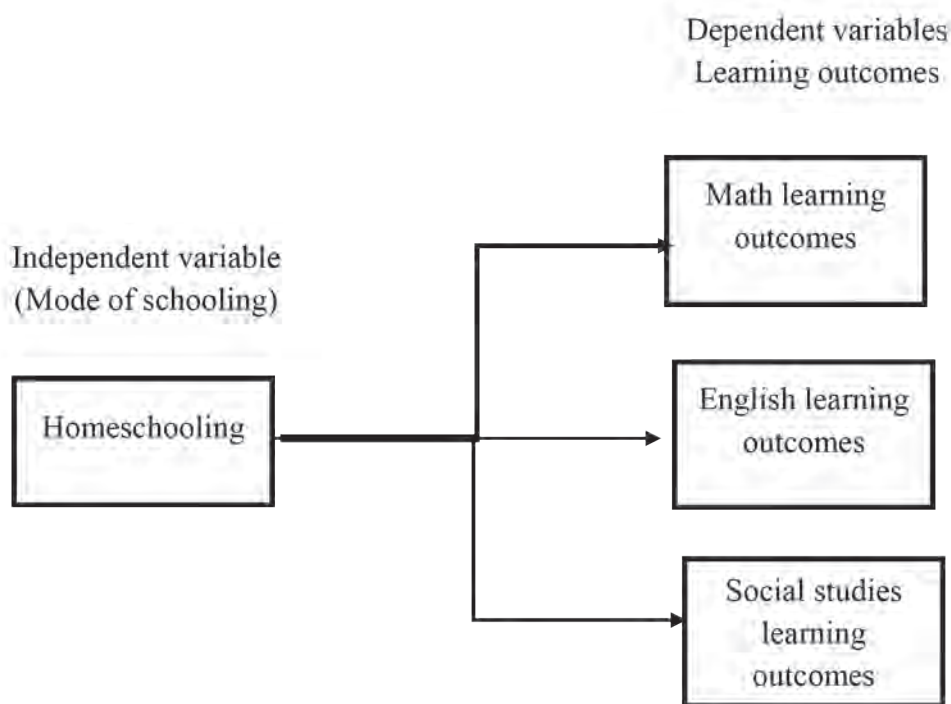 Dependent variables
Learning outcomes
Math learning
outcomes
Independent variable
(Mode of schooling)
Homeschooling
English learning
outcomes
Social studies
learning
outcomes